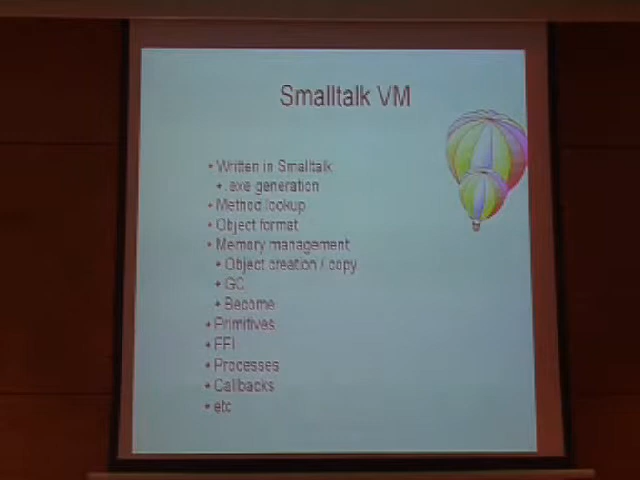 Smalltalk VM
• Written in Smalltalk
• .exe generation
• Method lookup
• Object format
• Memory management
• Object creation / copy
• GC
• Become
• Primitives
• FFI
• Processes
• Callbacks
• etc